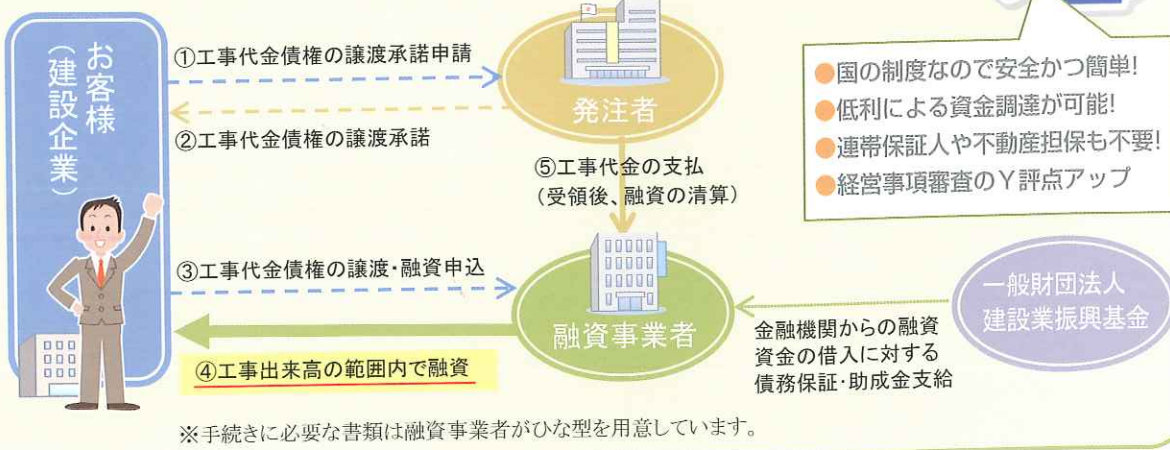 お客様
(建設企業)
①工事代金債権の譲渡承諾申請
②工事代金債権の譲渡承諾
発注者
⑤工事代金の支払
(受領後、融資の清算)
③工事代金債権の譲渡・融資申込
④工事出来高の範囲内で融資
融資事業者
一般財団法人
建設業振興基金
金融機関からの融資
資金の借入に対する
債務保証・助成金支給
●国の制度なので安全かつ簡単!
●低利による資金調達が可能!
●連帯保証人や不動産担保も不要!
●経営事項審査のY評点アップ
※手続きに必要な書類は融資事業者がひな型を用意しています。